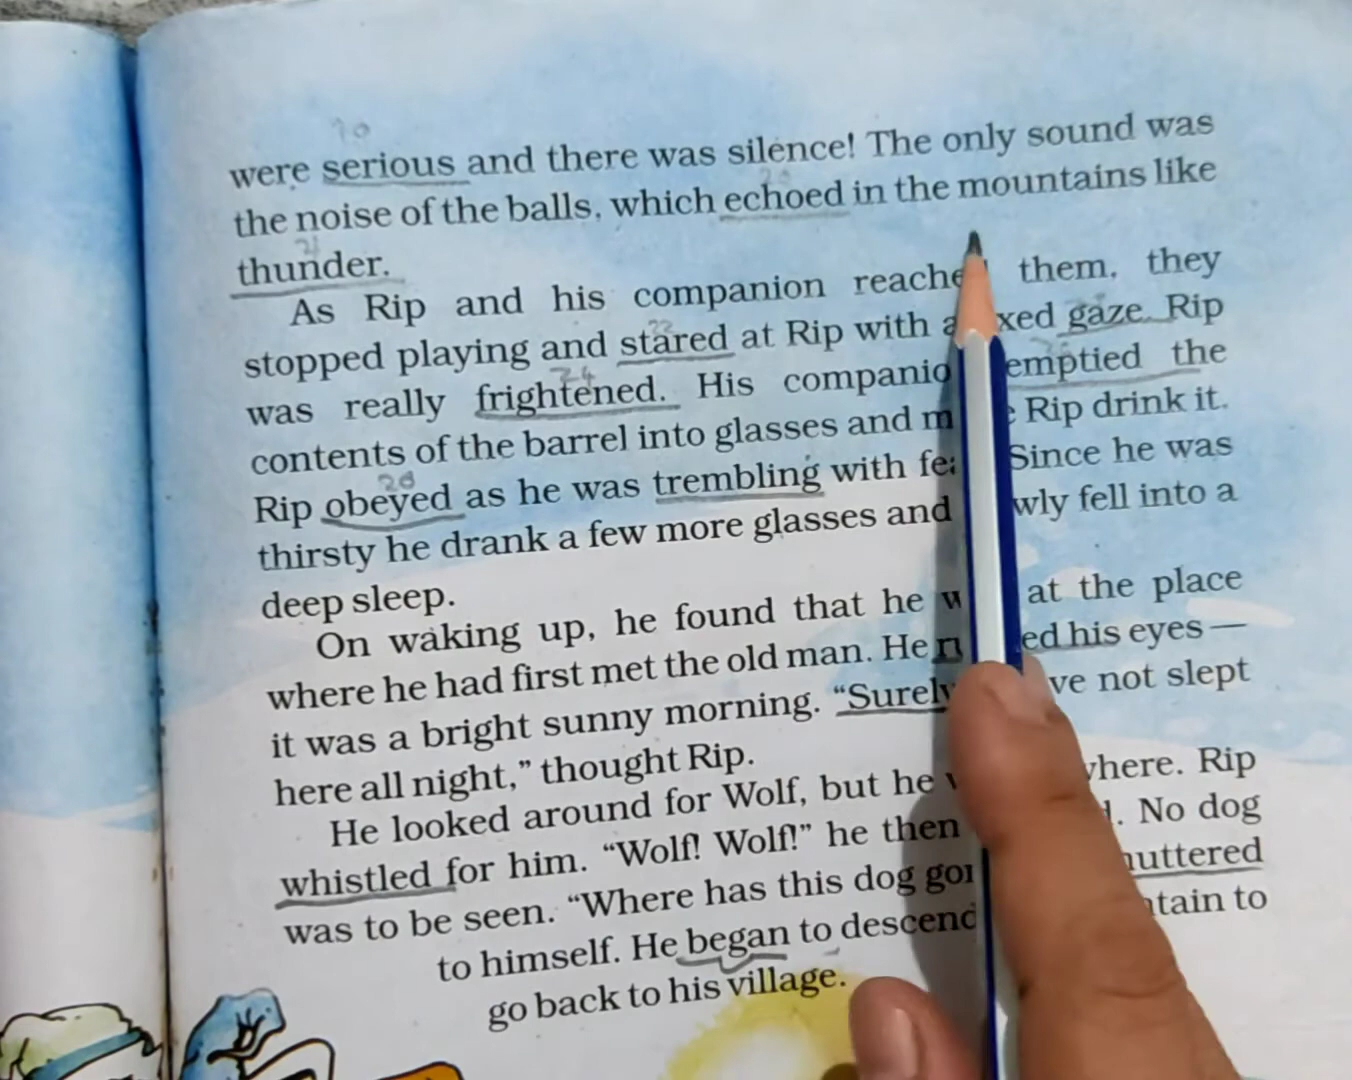 were serious and there was silence! The only sound was
the noise of the balls, which echoed in the mountains like
thunder.
As Rip and his companion reache them, they
stopped playing and stared at Rip with a xed gaze. Rip
was really frightened. His companio emptied the
contents of the barrel into glasses and m e Rip drink it.
Rip obeyed as he was trembling with fea Since he was
thirsty he drank a few more glasses and wly fell into a
deep sleep.
On waking up, he found that he w at the place
where he had first met the old man. He r ed his eyes —
it was a bright sunny morning. “Surely ve not slept
here all night,” thought Rip.
He looked around for Wolf, but he w here. Rip
whistled for him. “Wolf! Wolf!” he then . No dog
was to be seen. “Where has this dog gon uttered
to himself. He began to descend tain to
go back to his village.